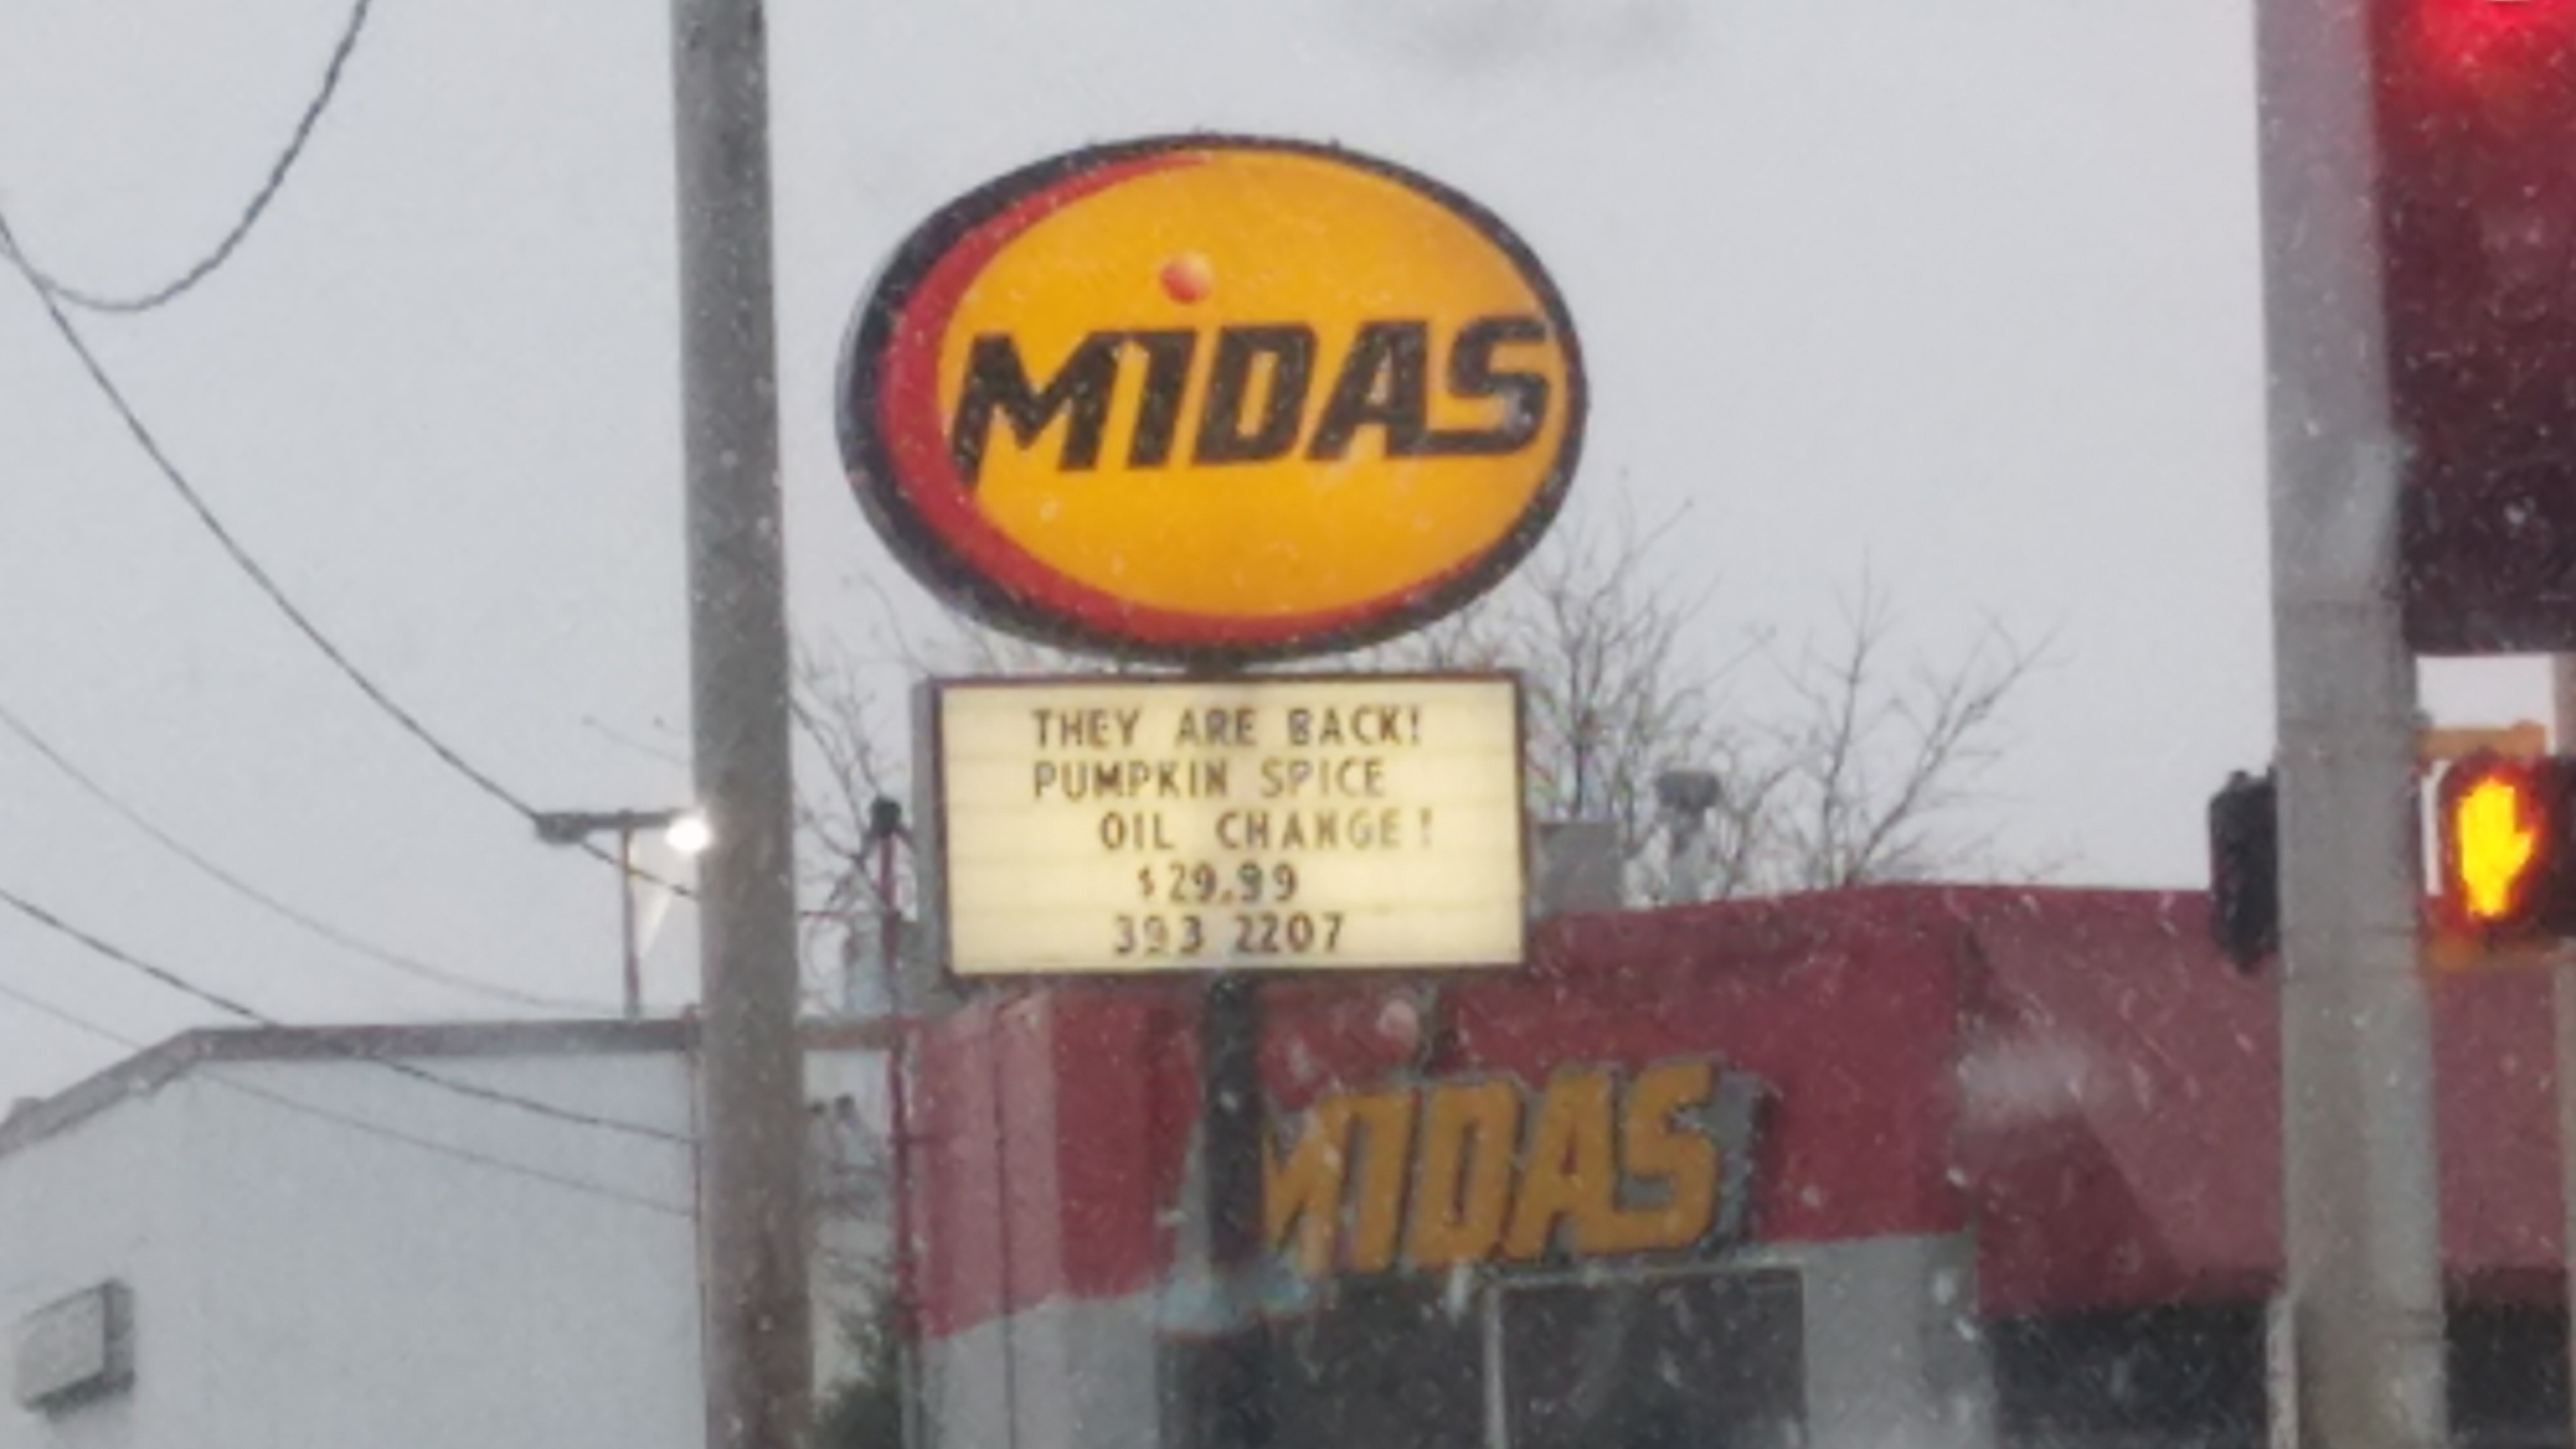 MIDAS
THEY ARE BACK!
PUMPKIN SPICE
OIL CHANGE!
$29.99
393 2207
MIDAS